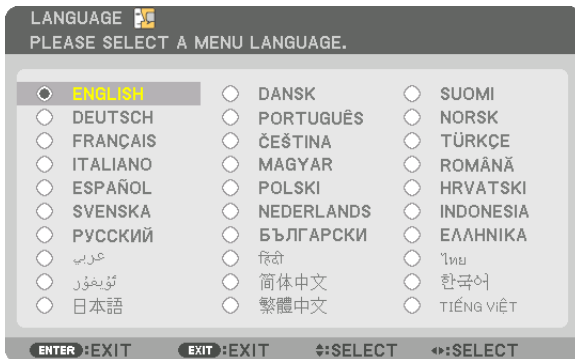 LANGUAGE
PLEASE SELECT A MENU LANGUAGE.
ENGLISH DANSK SUOMI
DEUTSCH PORTUGUÊS NORSK
FRANÇAIS ČEŠTINA TÜRKÇE
ITALIANO MAGYAR ROMÂNĂ
ESPAÑOL POLSKI HRVATSKI
SVENSKA NEDERLANDS INDONESIA
РУССКИЙ БЪЛГАРСКИ ΕΛΛΗΝΙΚΑ
عربي हिंदी ไทย
ئۇيغۇر 简体中文 한국어
日本語 繁體中文 TIẾNG VIỆT
ENTER :EXIT EXIT :EXIT :SELECT :SELECT